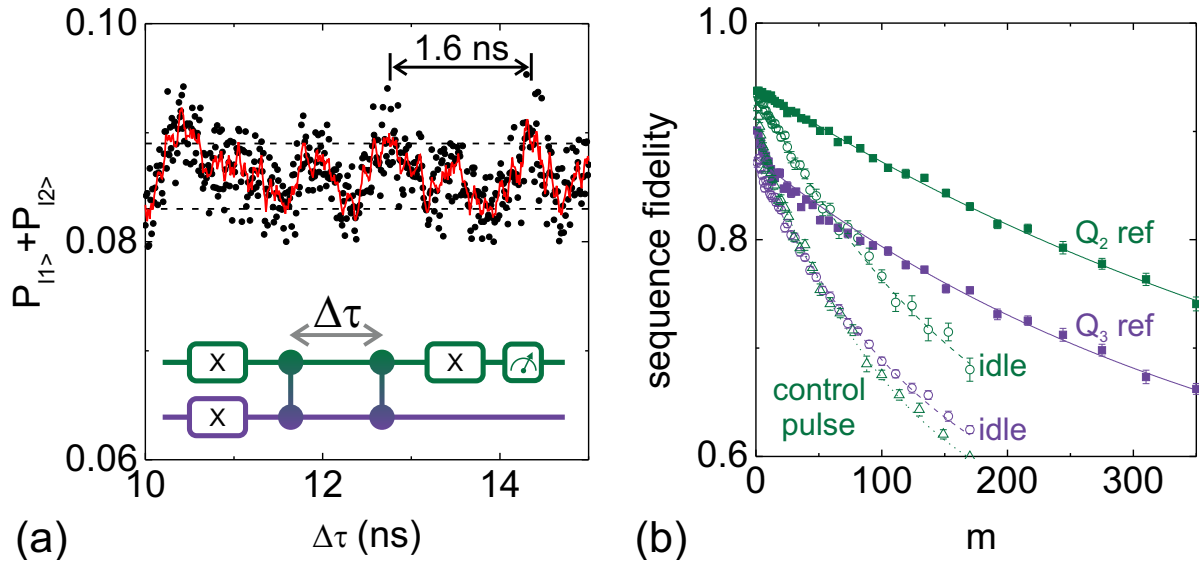 0.10
0.08
0.06
P|1> +P|2>
1.6 ns
Δτ
X
X
X
10
12
14
Δτ (ns)
(a)
1.0
0.8
0.6
sequence fidelity
Q2 ref
Q3 ref
idle
control
pulse
idle
0
100
200
300
m
(b)